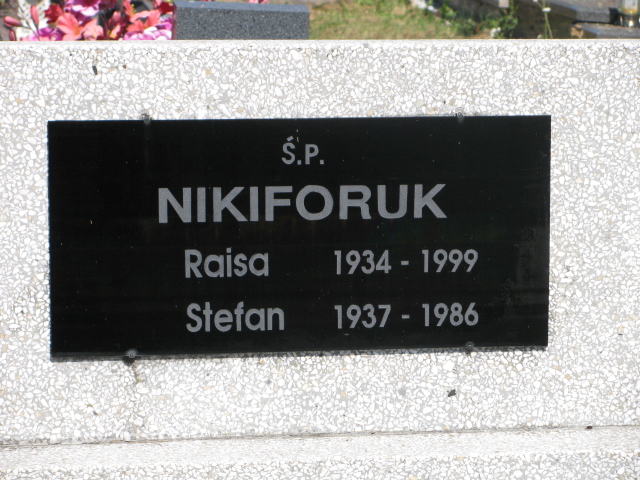 Ś.P.
NIKIFORUK
Raisa 1934 - 1999
Stefan 1937 - 1986